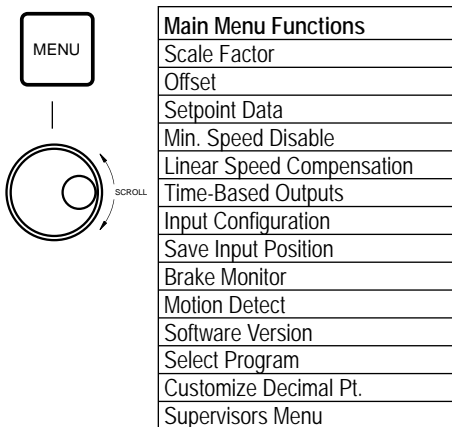 MENU
SCROLL
Main Menu Functions
Scale Factor
Offset
Setpoint Data
Min. Speed Disable
Linear Speed Compensation
Time-Based Outputs
Input Configuration
Save Input Position
Brake Monitor
Motion Detect
Software Version
Select Program
Customize Decimal Pt.
Supervisors Menu